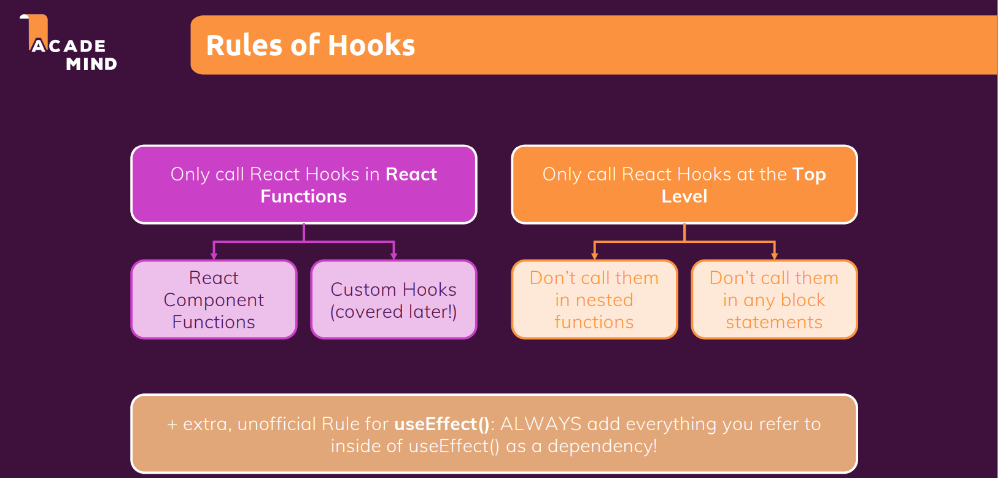 ACADE
MIND
Rules of Hooks
Only call React Hooks in React
Functions
Only call React Hooks at the Top
Level
React
Component
Functions
Custom Hooks
(covered later!)
Don’t call them
in nested
functions
Don’t call them
in any block
statements
+ extra, unofficial Rule for useEffect(): ALWAYS add everything you refer to
inside of useEffect() as a dependency!